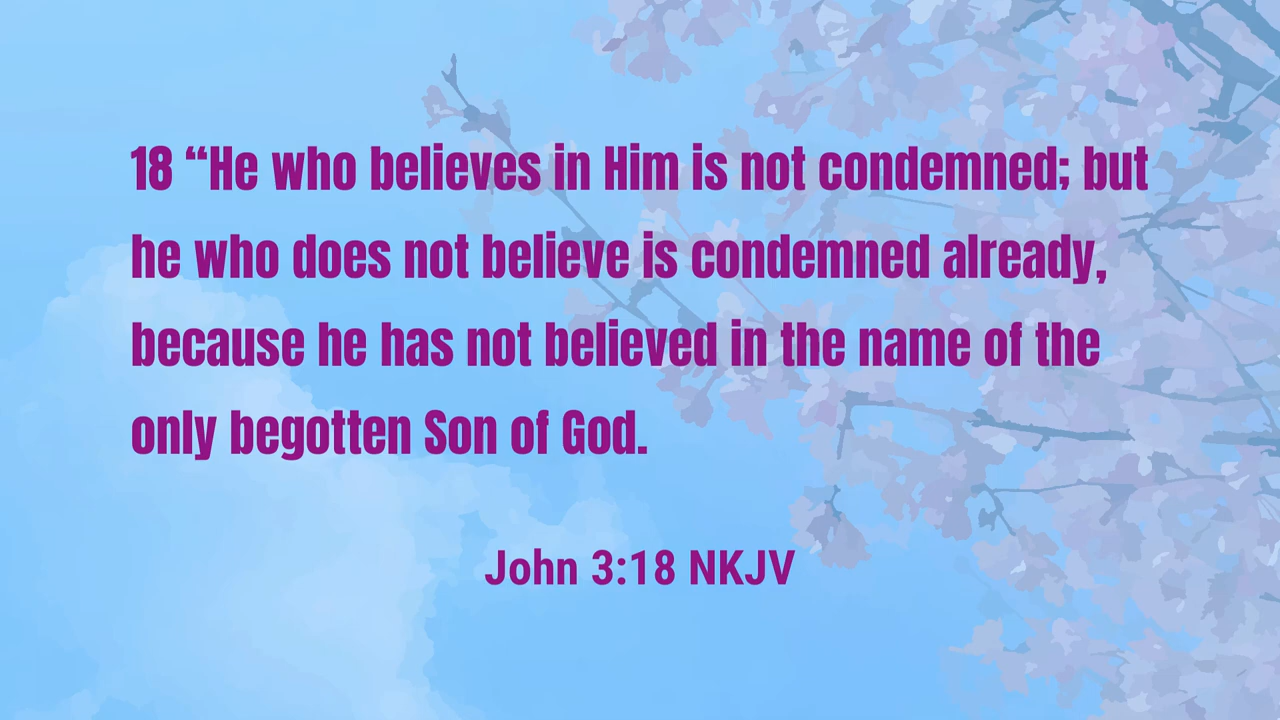 18 “He who believes in Him is not condemned; but
he who does not believe is condemned already,
because he has not believed in the name of the
only begotten Son of God.
John 3:18 NKJV